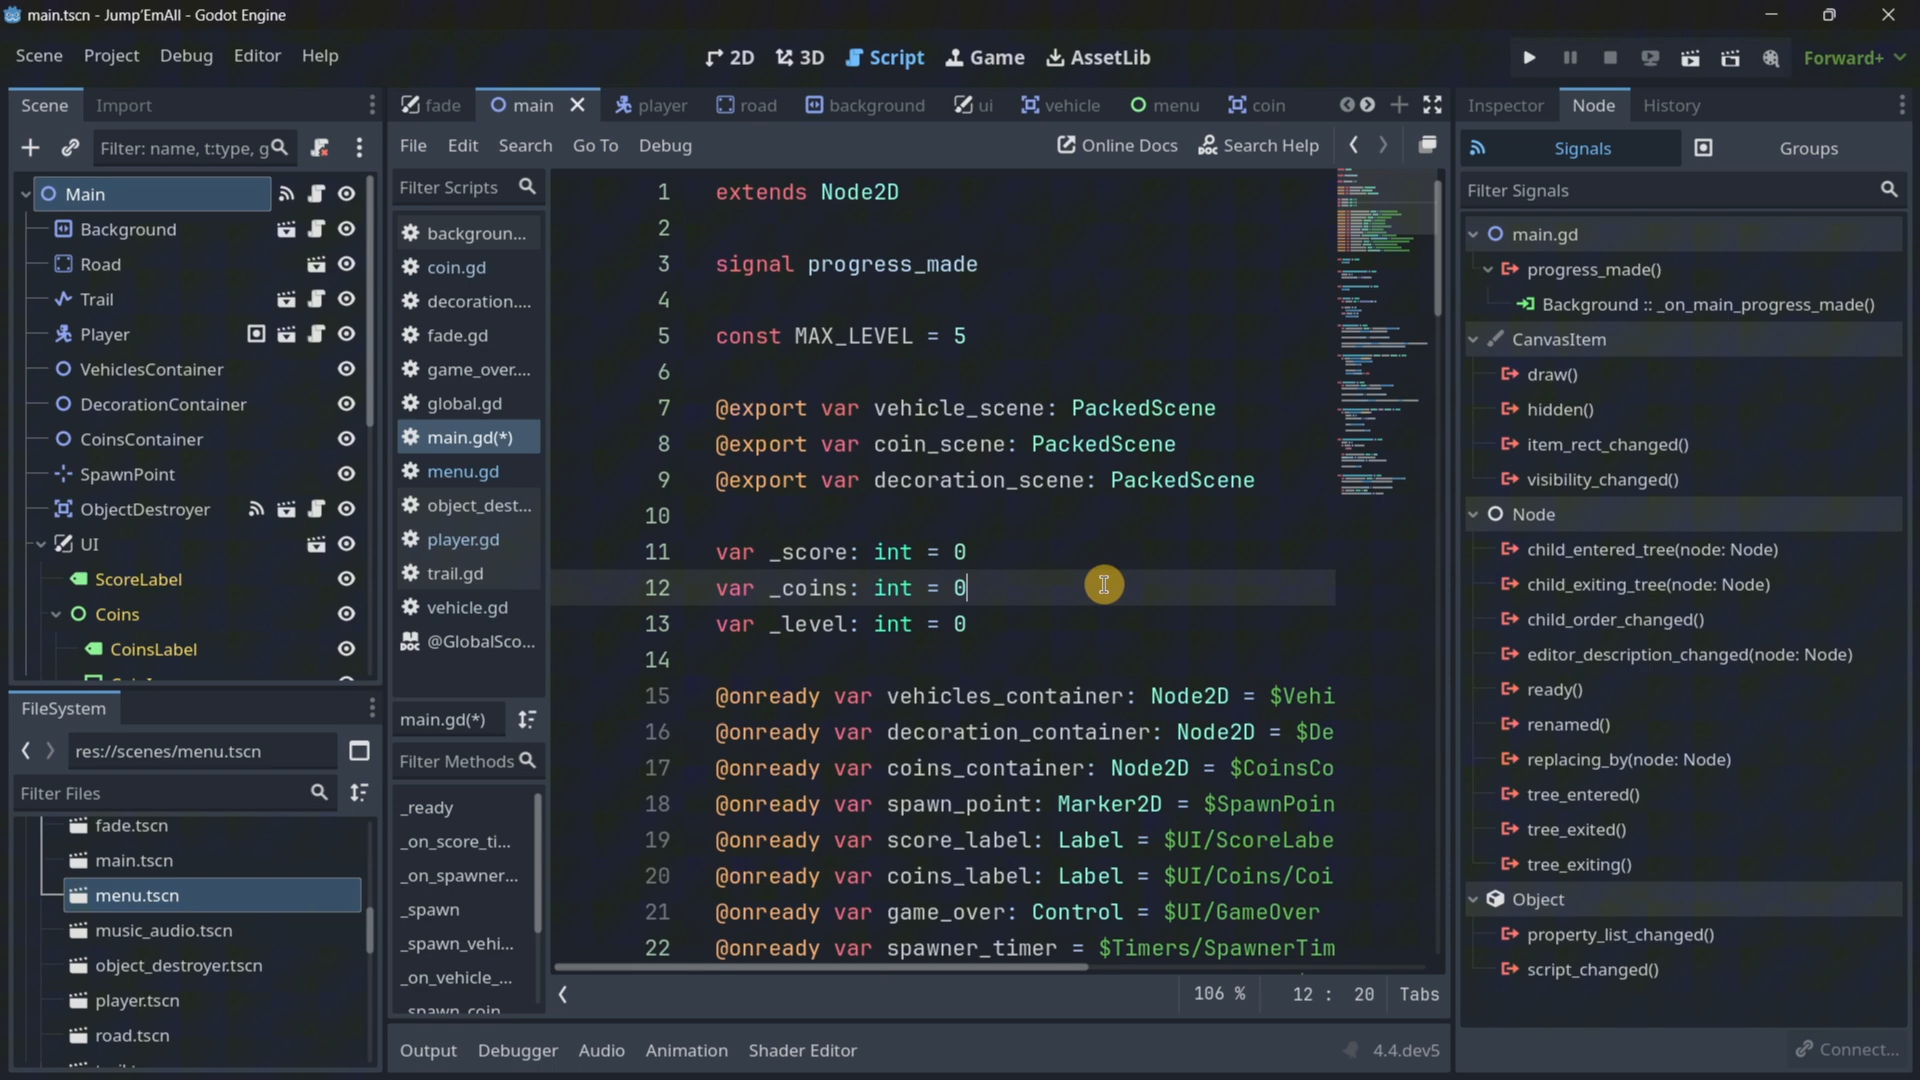 main.tscn - Jump'EmAll - Godot Engine
Scene Project Debug Editor Help
2D 3D Script Game AssetLib
Forward+
Scene Import
Filter: name, t:type, g
Main
Background
Road
Trail
Player
VehiclesContainer
DecorationContainer
CoinsContainer
SpawnPoint
ObjectDestroyer
UI
ScoreLabel
Coins
CoinsLabel
FileSystem
res://scenes/menu.tscn
Filter Files
fade.tscn
main.tscn
menu.tscn
music_audio.tscn
object_destroyer.tscn
player.tscn
road.tscn
fade main player road background ui vehicle menu coin
File Edit Search Go To Debug Online Docs Search Help
Filter Scripts
backgroun...
coin.gd
decoration....
fade.gd
game_over....
global.gd
main.gd(*)
menu.gd
object_dest...
player.gd
trail.gd
vehicle.gd
@GlobalSco...
main.gd(*)
Filter Methods
_ready
_on_score_ti...
_on_spawner...
_spawn
_spawn_vehi...
_on_vehicle_...
1 extends Node2D
2
3 signal progress_made
4
5 const MAX_LEVEL = 5
6
7 @export var vehicle_scene: PackedScene
8 @export var coin_scene: PackedScene
9 @export var decoration_scene: PackedScene
10
11 var _score: int = 0
12 var _coins: int = 0
13 var _level: int = 0
14
15 @onready var vehicles_container: Node2D = $Vehi
16 @onready var decoration_container: Node2D = $De
17 @onready var coins_container: Node2D = $CoinsCo
18 @onready var spawn_point: Marker2D = $SpawnPoin
19 @onready var score_label: Label = $UI/ScoreLabe
20 @onready var coins_label: Label = $UI/Coins/Coi
21 @onready var game_over: Control = $UI/GameOver
22 @onready var spawner_timer = $Timers/SpawnerTim
106 % 12 : 20 Tabs
Output Debugger Audio Animation Shader Editor 4.4.dev5
Inspector Node History
Signals Groups
Filter Signals
main.gd
progress_made()
Background :: _on_main_progress_made()
CanvasItem
draw()
hidden()
item_rect_changed()
visibility_changed()
Node
child_entered_tree(node: Node)
child_exiting_tree(node: Node)
child_order_changed()
editor_description_changed(node: Node)
ready()
renamed()
replacing_by(node: Node)
tree_entered()
tree_exited()
tree_exiting()
Object
property_list_changed()
script_changed()
Connect...